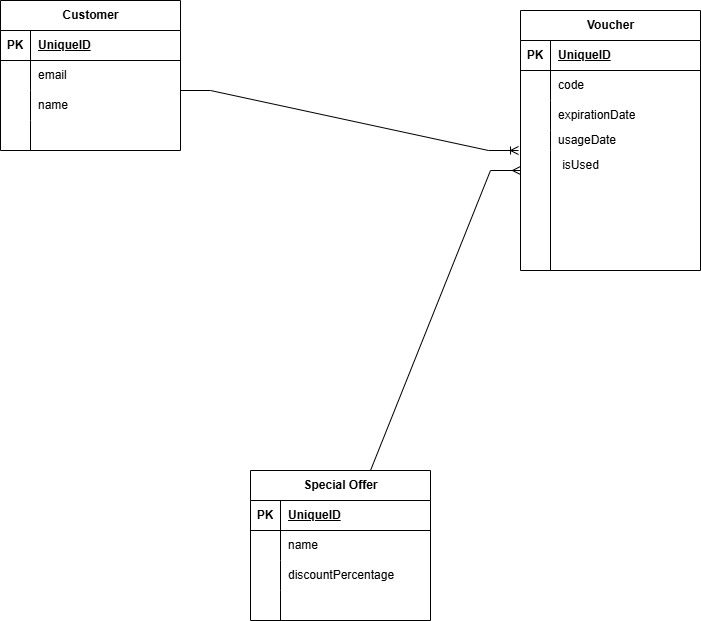 Customer
PK UniqueID
email
name
Voucher
PK UniqueID
code
expirationDate
usageDate
isUsed
Special Offer
PK UniqueID
name
discountPercentage